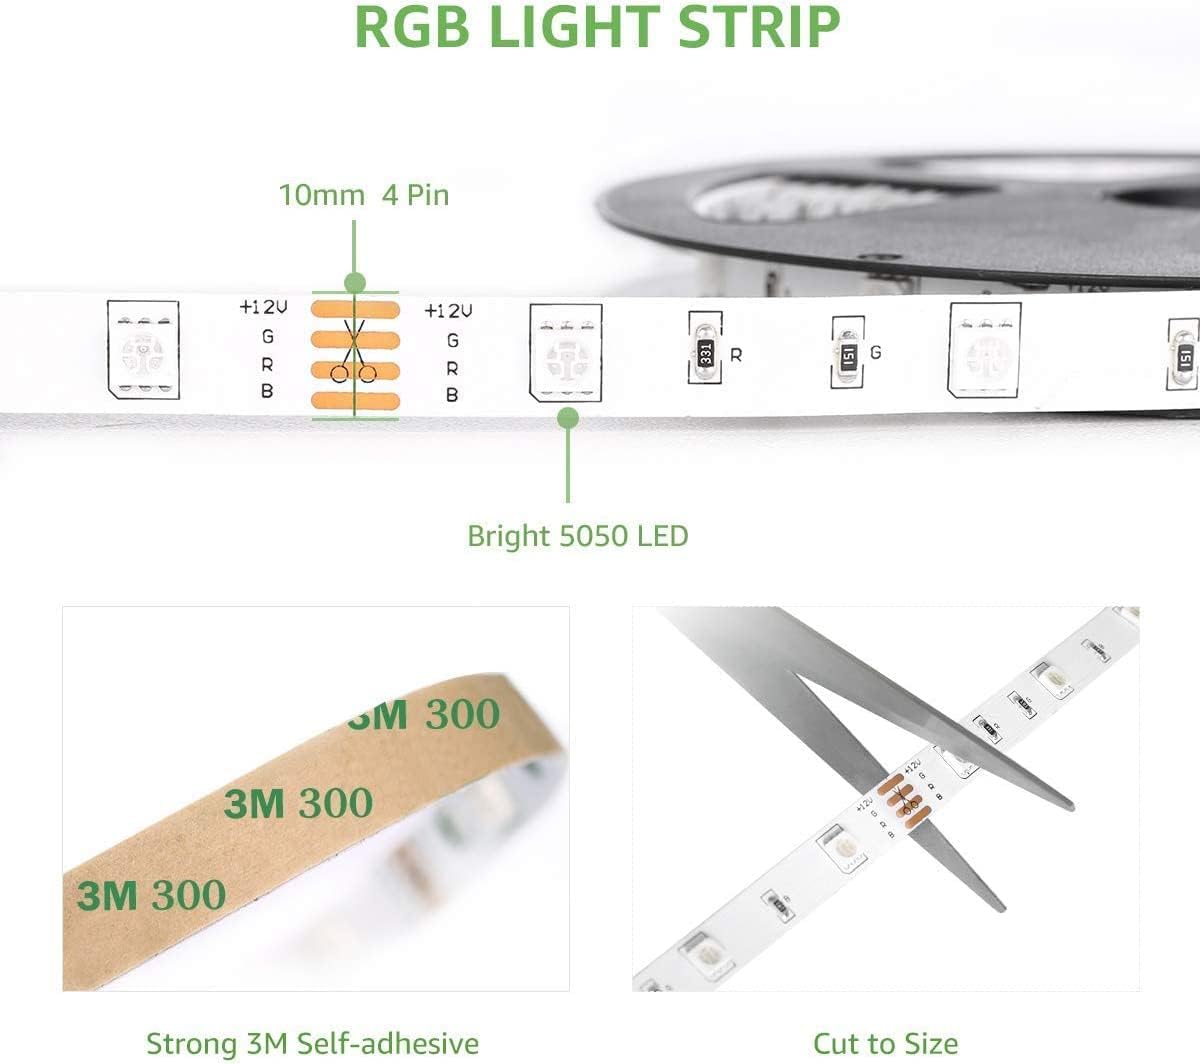 RGB LIGHT STRIP
10mm 4 Pin
+12V +12V
G G
R R
B B
331 R
151 G
151
Bright 5050 LED
3M 300
3M 300
3M 300
+12V +12V
G G
R R
B B
Strong 3M Self-adhesive
Cut to Size